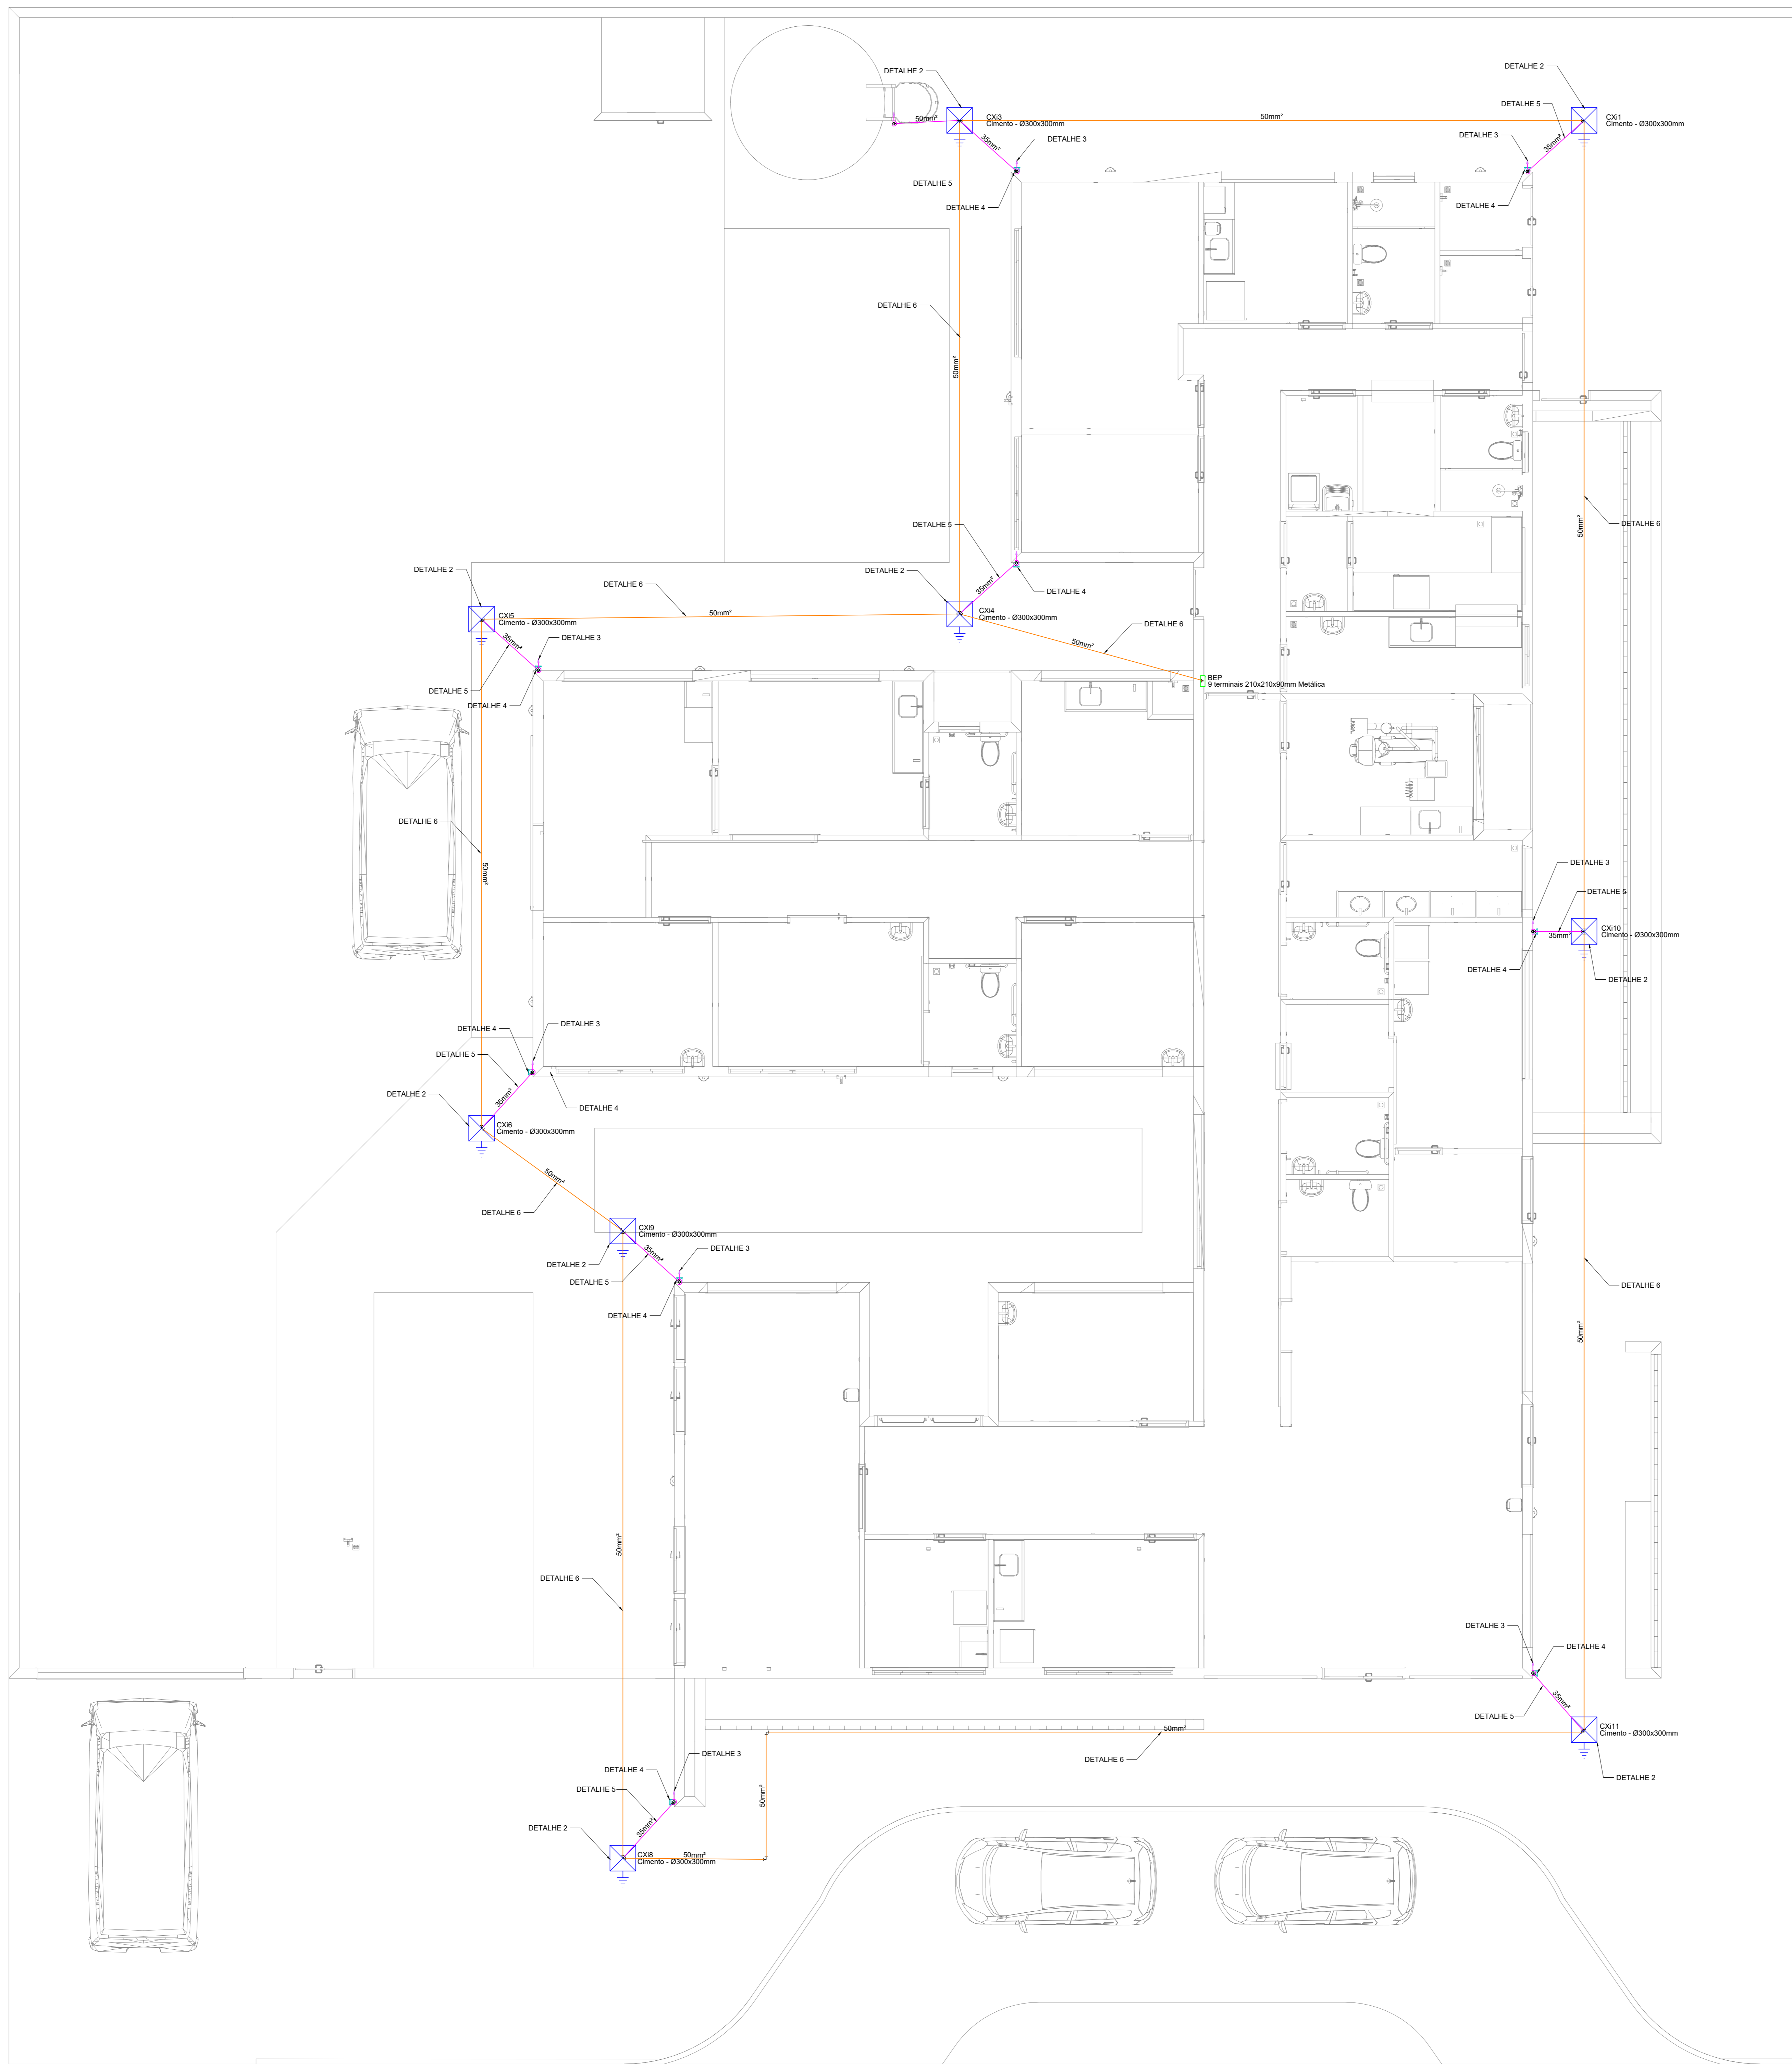 DETALHE 2
DETALHE 2
DETALHE 5
50mm²
CXi3
Cimento - Ø300x300mm
50mm²
CXi1
Cimento - Ø300x300mm
35mm²
DETALHE 3
DETALHE 3
35mm²
DETALHE 5
DETALHE 4
DETALHE 4
DETALHE 6
50mm²
DETALHE 5
50mm²
DETALHE 6
DETALHE 2
DETALHE 2
35mm²
DETALHE 4
DETALHE 6
50mm²
CXi5
Cimento - Ø300x300mm
CXi4
Cimento - Ø300x300mm
DETALHE 6
35mm²
DETALHE 3
50mm²
BEP
9 terminais 210x210x90mm Metálica
DETALHE 5
DETALHE 4
DETALHE 6
50mm²
DETALHE 3
DETALHE 5
CXi10
Cimento - Ø300x300mm
35mm²
DETALHE 4
DETALHE 2
DETALHE 4
DETALHE 3
DETALHE 5
DETALHE 2
35mm²
DETALHE 4
CXi6
Cimento - Ø300x300mm
50mm²
DETALHE 6
CXi9
Cimento - Ø300x300mm
35mm²
DETALHE 3
DETALHE 2
DETALHE 5
DETALHE 4
DETALHE 6
50mm²
50mm²
DETALHE 6
DETALHE 3
DETALHE 4
35mm²
DETALHE 5
CXi11
Cimento - Ø300x300mm
50mm²
DETALHE 6
DETALHE 2
DETALHE 3
DETALHE 4
DETALHE 5
50mm²
35mm²
DETALHE 2
CXi8
Cimento - Ø300x300mm
50mm²